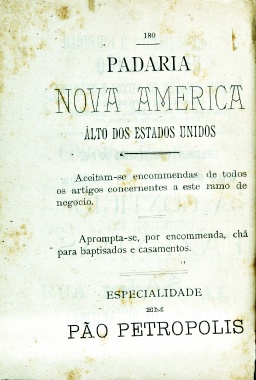 180
PADARIA
NOVA AMERICA
ÁLTO DOS ESTADOS UNIDOS
Aceitam-se encommendas de todos
os artigos concernentes a este ramo de
negocio.
Aprompta-se, por encommenda, chá
para baptisados e casamentos.
ESPECIALIDADE
EM
PÃO PETROPOLIS